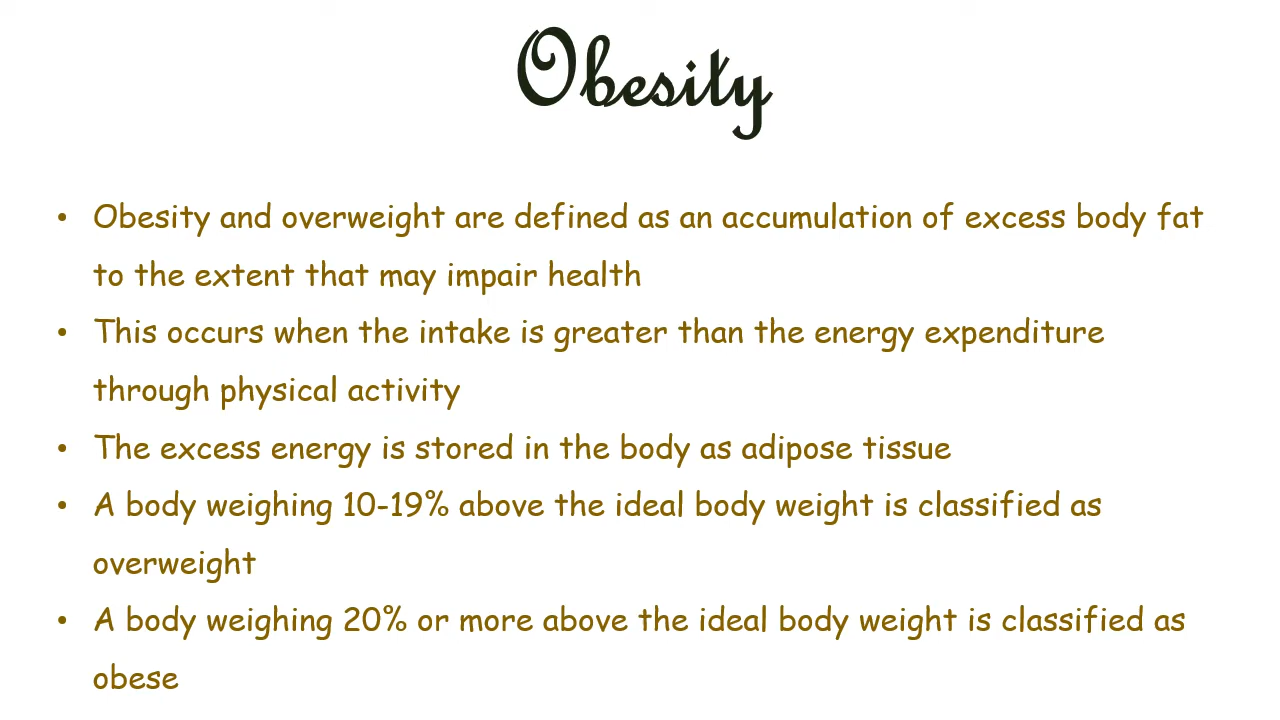 Obesity
• Obesity and overweight are defined as an accumulation of excess body fat
to the extent that may impair health
• This occurs when the intake is greater than the energy expenditure
through physical activity
• The excess energy is stored in the body as adipose tissue
• A body weighing 10-19% above the ideal body weight is classified as
overweight
• A body weighing 20% or more above the ideal body weight is classified as
obese